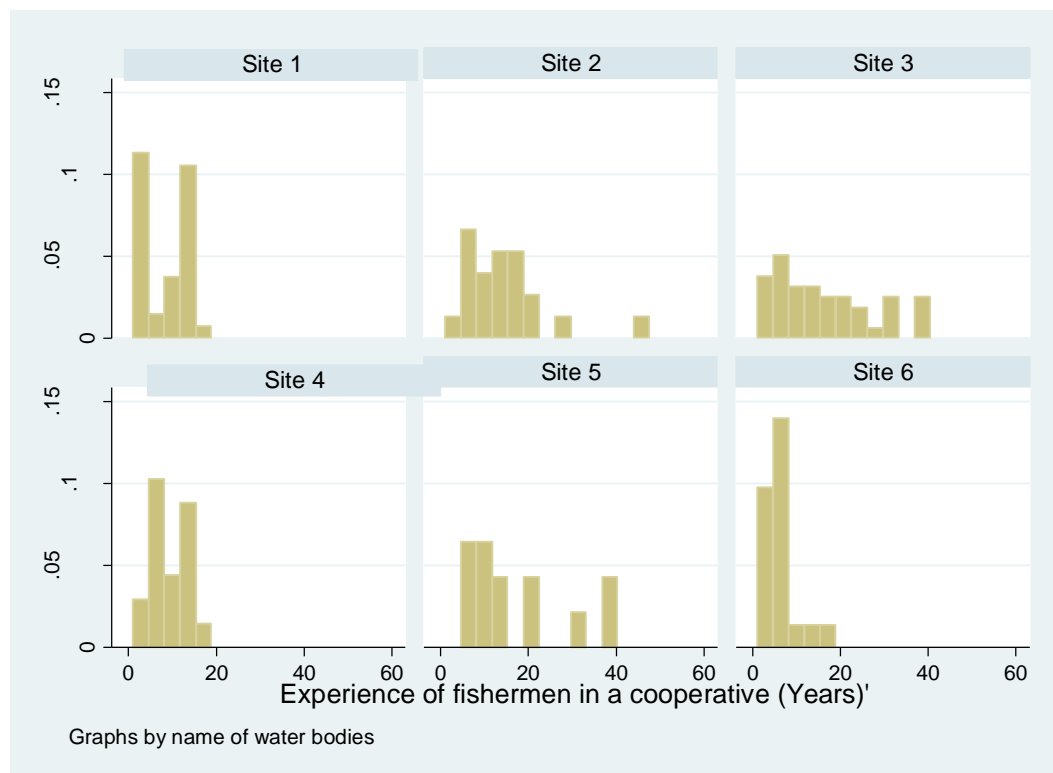 Site 1
Site 2
Site 3
.15
.1
.05
0
Site 4
Site 5
Site 6
.15
.1
.05
0
0 20 40 60
0 20 40 60
0 20 40 60
Experience of fishermen in a cooperative (Years)'
Graphs by name of water bodies